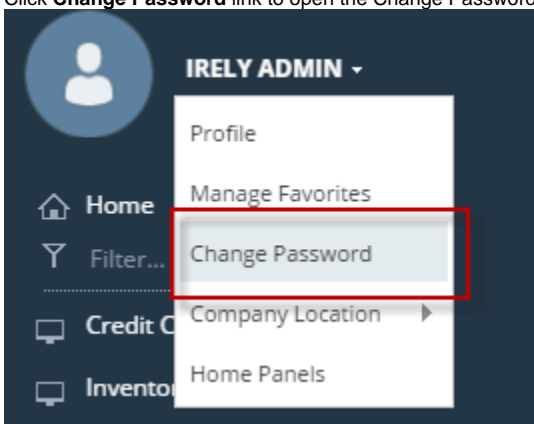 Click Change Password link to open the Change Password
IRELY ADMIN
Profile
Manage Favorites
Home
Change Password
Filter...
Company Location
Credit C
Home Panels
Invento